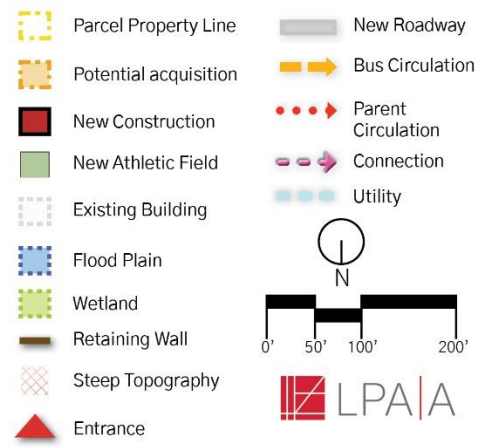 Parcel Property Line
Potential acquisition
New Construction
New Athletic Field
Existing Building
Flood Plain
Wetland
Retaining Wall
Steep Topography
Entrance
New Roadway
Bus Circulation
Parent
Circulation
Connection
Utility
N
0' 50' 100' 200'
LPA|A